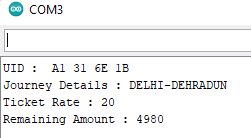 COM3
UID :  A1 31 6E 1B
Journey Details : DELHI-DEHRADUN
Ticket Rate : 20
Remaining Amount : 4980